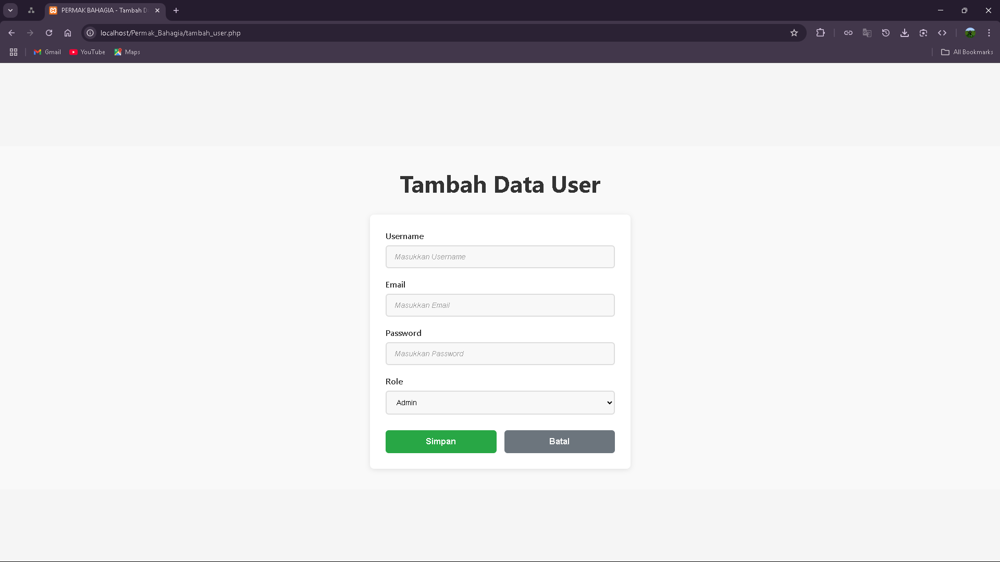 PERMAK BAHAGIA - Tambah D
localhost/Permak_Bahagia/tambah_user.php
Gmail
YouTube
Maps
All Bookmarks
Tambah Data User
Username
Masukkan Username
Email
Masukkan Email
Password
Masukkan Password
Role
Admin
Simpan
Batal